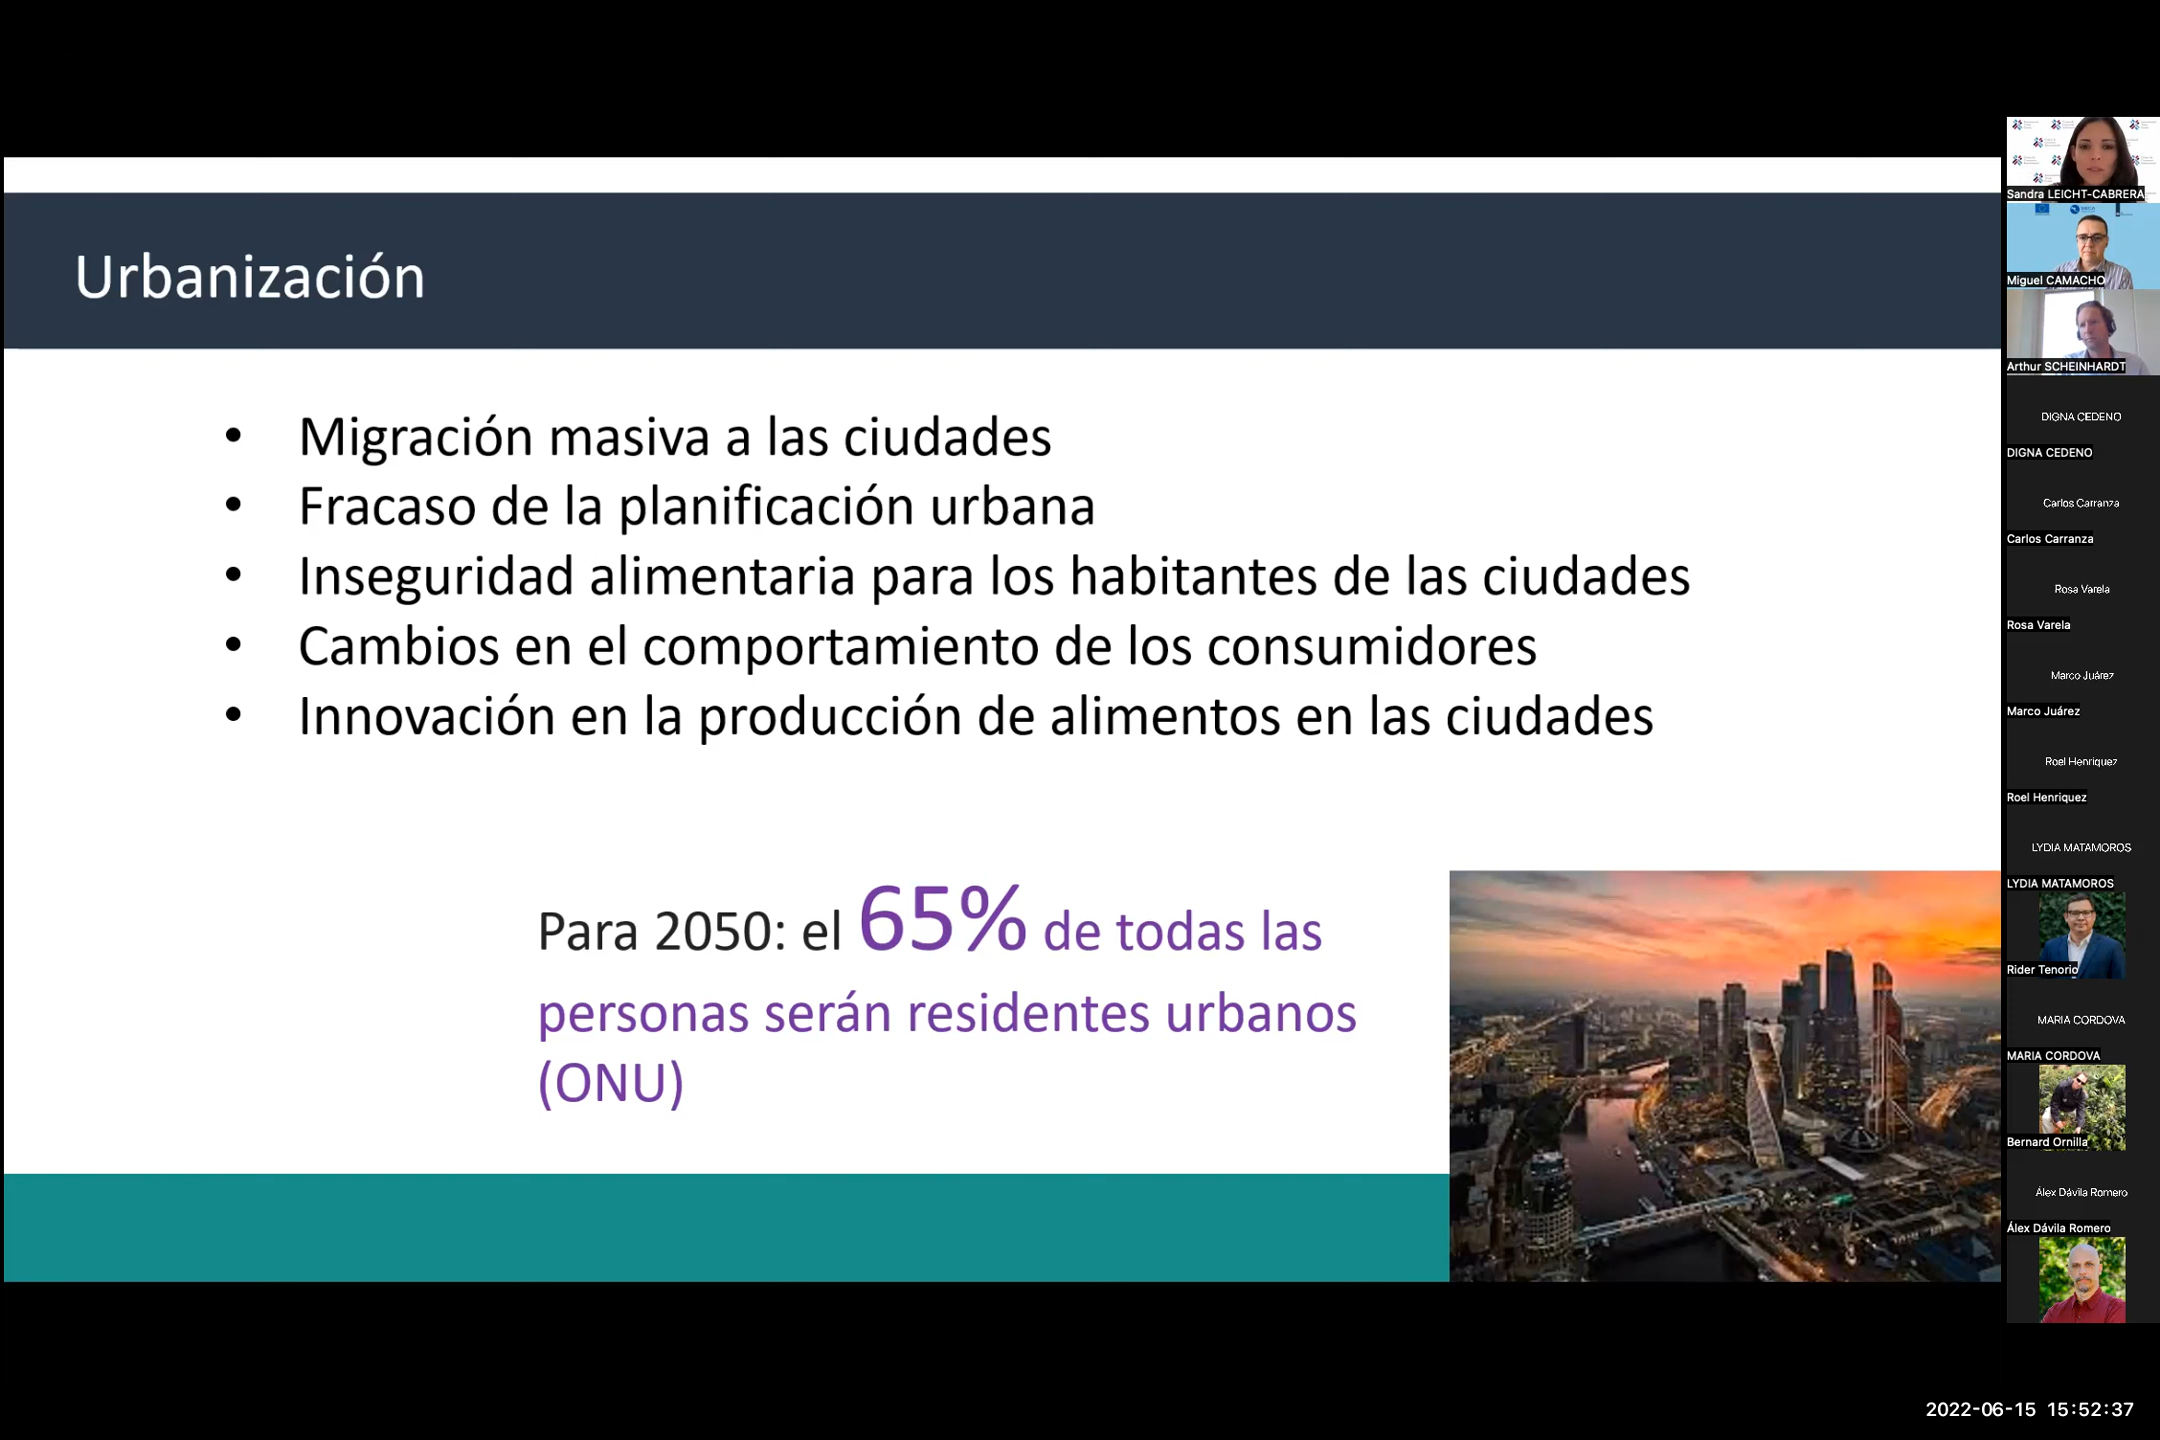 Urbanización
• Migración masiva a las ciudades
• Fracaso de la planificación urbana
• Inseguridad alimentaria para los habitantes de las ciudades
• Cambios en el comportamiento de los consumidores
• Innovación en la producción de alimentos en las ciudades
Para 2050: el 65% de todas las
personas serán residentes urbanos
(ONU)
Sandra LEICHT-CABRERA
Miguel CAMACHO
Arthur SCHEINHARDT
DIGNA CEDENO
DIGNA CEDENO
Carlos Carranza
Carlos Carranza
Rosa Varela
Rosa Varela
Marco Juárez
Marco Juárez
Roel Henriquez
Roel Henriquez
LYDIA MATAMOROS
LYDIA MATAMOROS
Rider Tenorio
MARIA CORDOVA
MARIA CORDOVA
Bernard Ornilla
Álex Dávila Romero
Álex Dávila Romero
2022-06-15 15:52:37